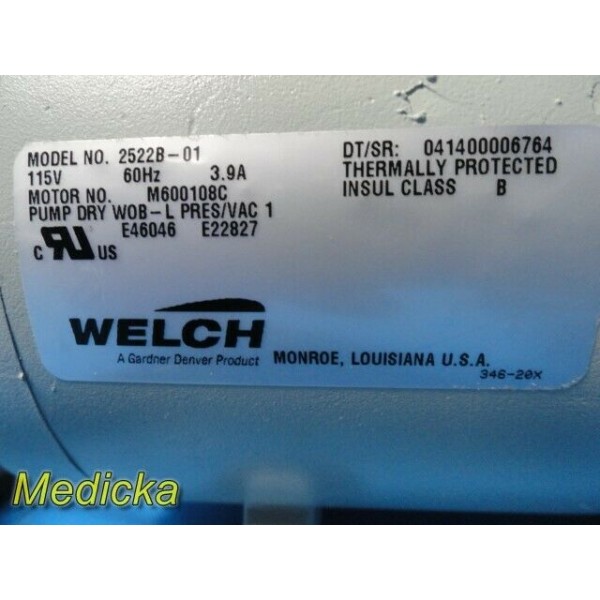 MODEL NO. 2522B-01
115V 60Hz 3.9A
MOTOR NO. M600108C
PUMP DRY WOB-L PRES/VAC 1
E46046 E22827
C RU US
DT/SR: 041400006764
THERMALLY PROTECTED
INSUL CLASS B
WELCH
A Gardner Denver Product
MONROE, LOUISIANA U.S.A.
346-20X
Medicka